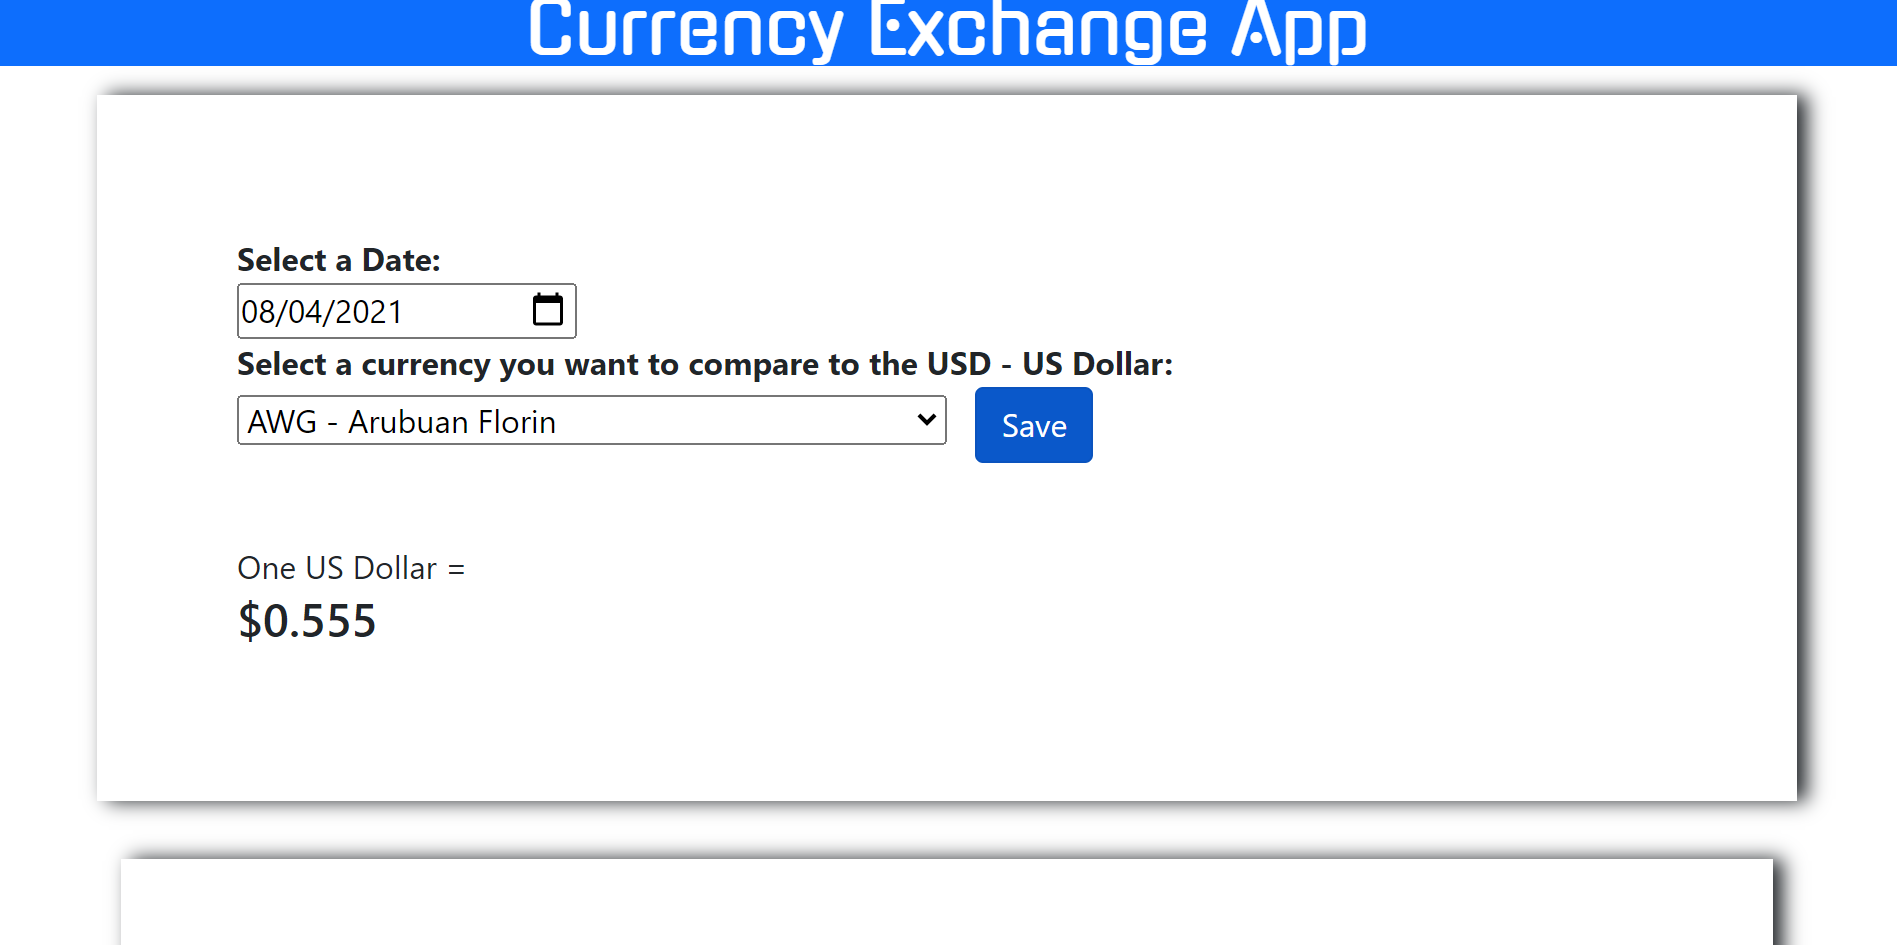 Currency Exchange App
Select a Date:
08/04/2021
Select a currency you want to compare to the USD - US Dollar:
AWG - Arubuan Florin
Save
One US Dollar =
$0.555